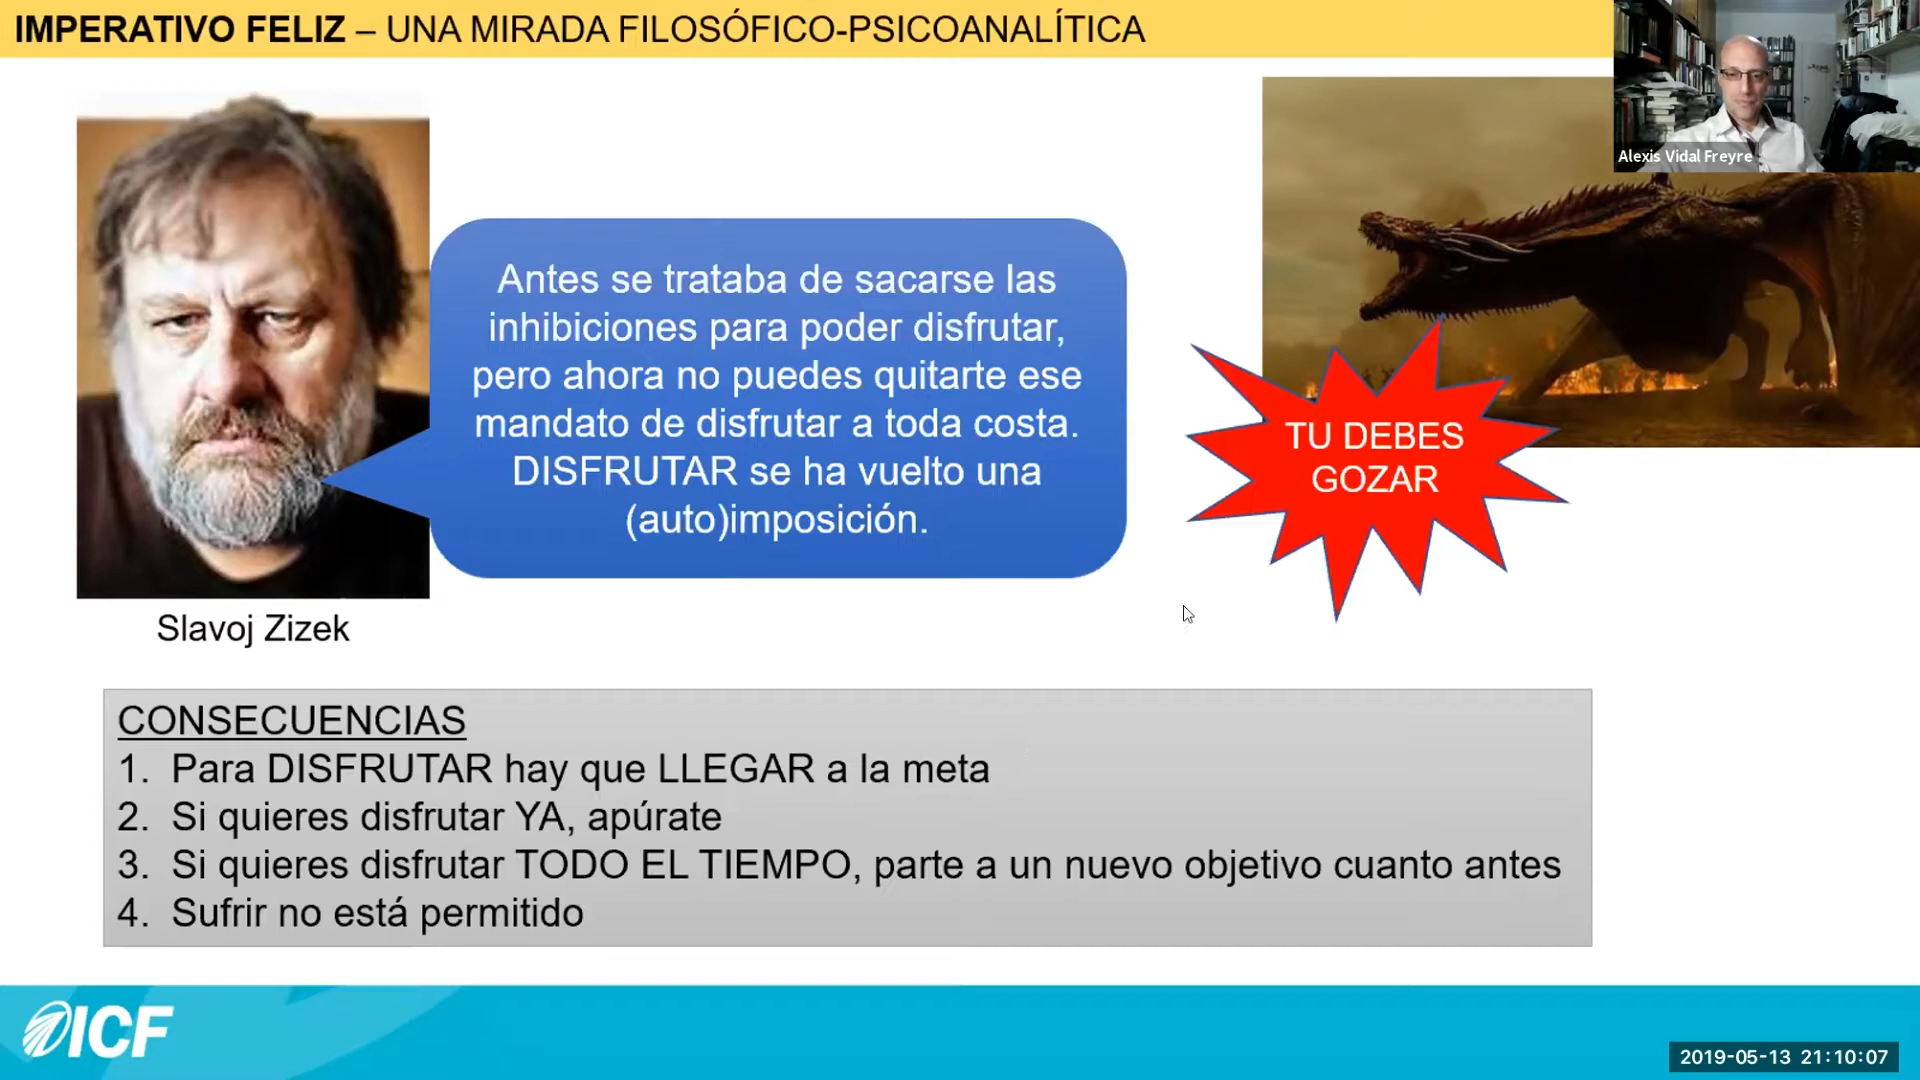 IMPERATIVO FELIZ – UNA MIRADA FILOSÓFICO-PSICOANALÍTICA
Alexis Vidal Freyre
Antes se trataba de sacarse las
inhibiciones para poder disfrutar,
pero ahora no puedes quitarte ese
mandato de disfrutar a toda costa.
DISFRUTAR se ha vuelto una
(auto)imposición.
TU DEBES
GOZAR
Slavoj Zizek
CONSECUENCIAS
1. Para DISFRUTAR hay que LLEGAR a la meta
2. Si quieres disfrutar YA, apúrate
3. Si quieres disfrutar TODO EL TIEMPO, parte a un nuevo objetivo cuanto antes
4. Sufrir no está permitido
ICF
2019-05-13 21:10:07